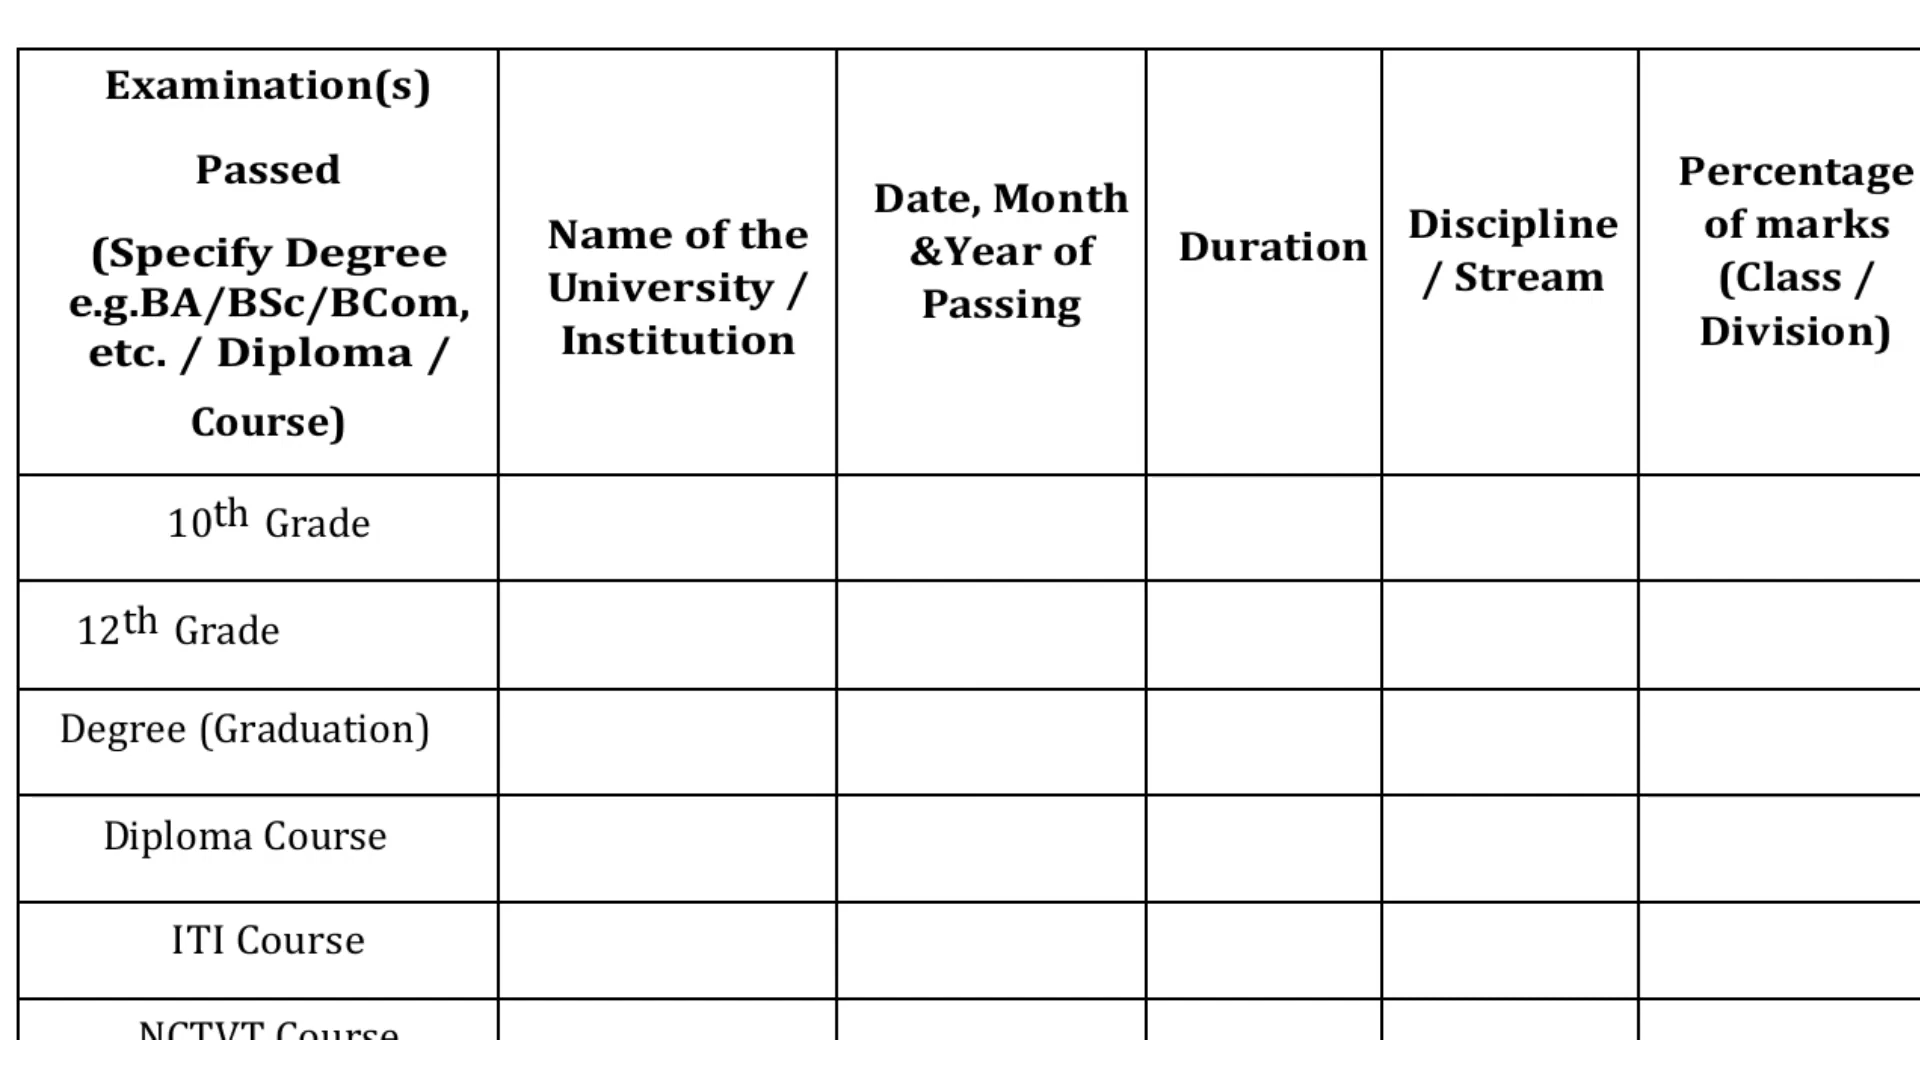 Examination(s)
Passed
(Specify Degree
e.g.BA/BSc/BCom,
etc. / Diploma /
Course)
Name of the
University /
Institution
Date, Month
&Year of
Passing
Duration
Discipline
/ Stream
Percentage
of marks
(Class /
Division)
10th Grade
12th Grade
Degree (Graduation)
Diploma Course
ITI Course
NCTVT Course